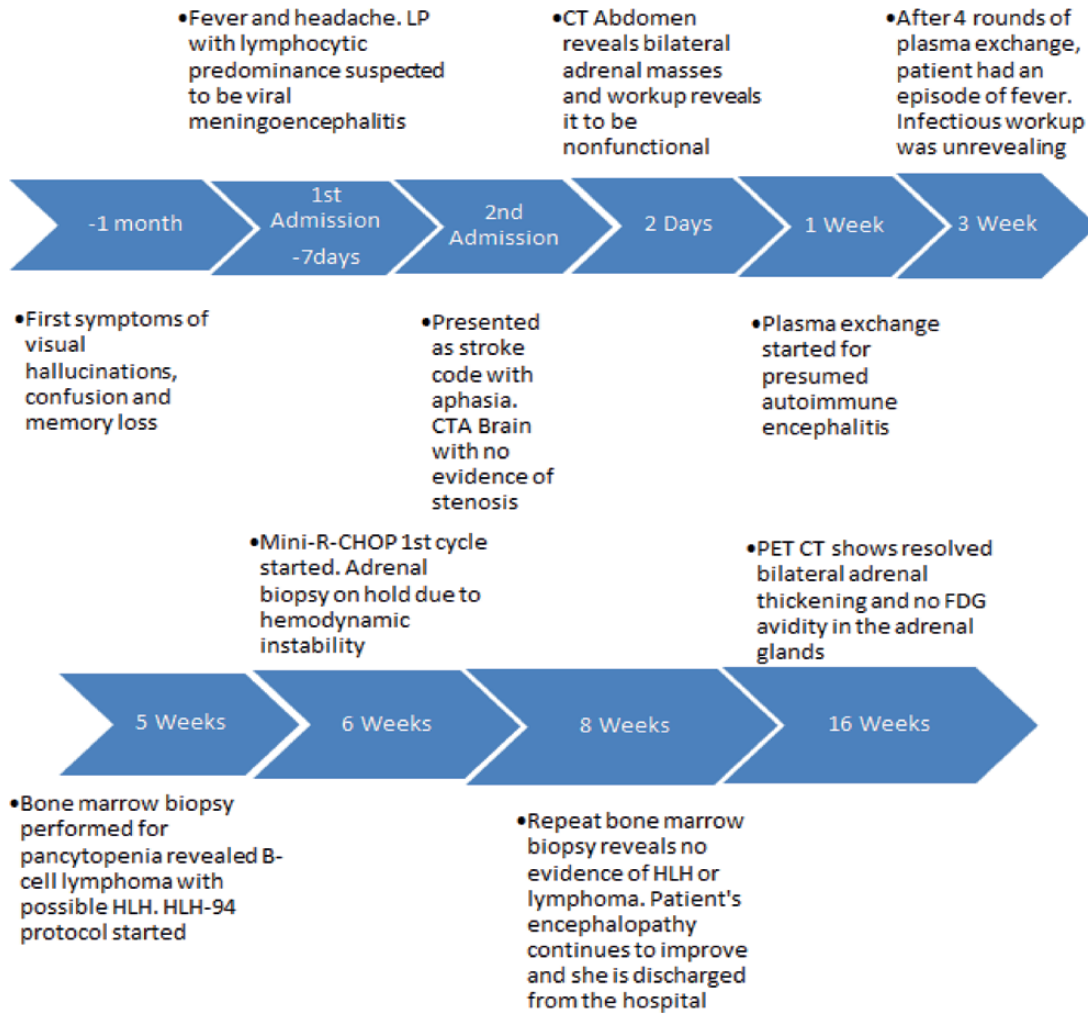 •Fever and headache. LP
with lymphocytic
predominance suspected
to be viral
meningoencephalitis
•CT Abdomen
reveals bilateral
adrenal masses
and workup reveals
it to be
nonfunctional
•After 4 rounds of
plasma exchange,
patient had an
episode of fever.
Infectious workup
was unrevealing
-1 month
1st
Admission
-7days
2nd
Admission
2 Days
1 Week
3 Week
•First symptoms of
visual
hallucinations,
confusion and
memory loss
•Presented
as stroke
code with
aphasia.
CTA Brain
with no
evidence of
stenosis
•Plasma exchange
started for
presumed
autoimmune
encephalitis
•Mini-R-CHOP 1st cycle
started. Adrenal
biopsy on hold due to
hemodynamic
instability
•PET CT shows resolved
bilateral adrenal
thickening and no FDG
avidity in the adrenal
glands
5 Weeks
6 Weeks
8 Weeks
16 Weeks
•Bone marrow biopsy
performed for
pancytopenia revealed B-
cell lymphoma with
possible HLH. HLH-94
protocol started
•Repeat bone marrow
biopsy reveals no
evidence of HLH or
lymphoma. Patient's
encephalopathy
continues to improve
and she is discharged
from the hospital